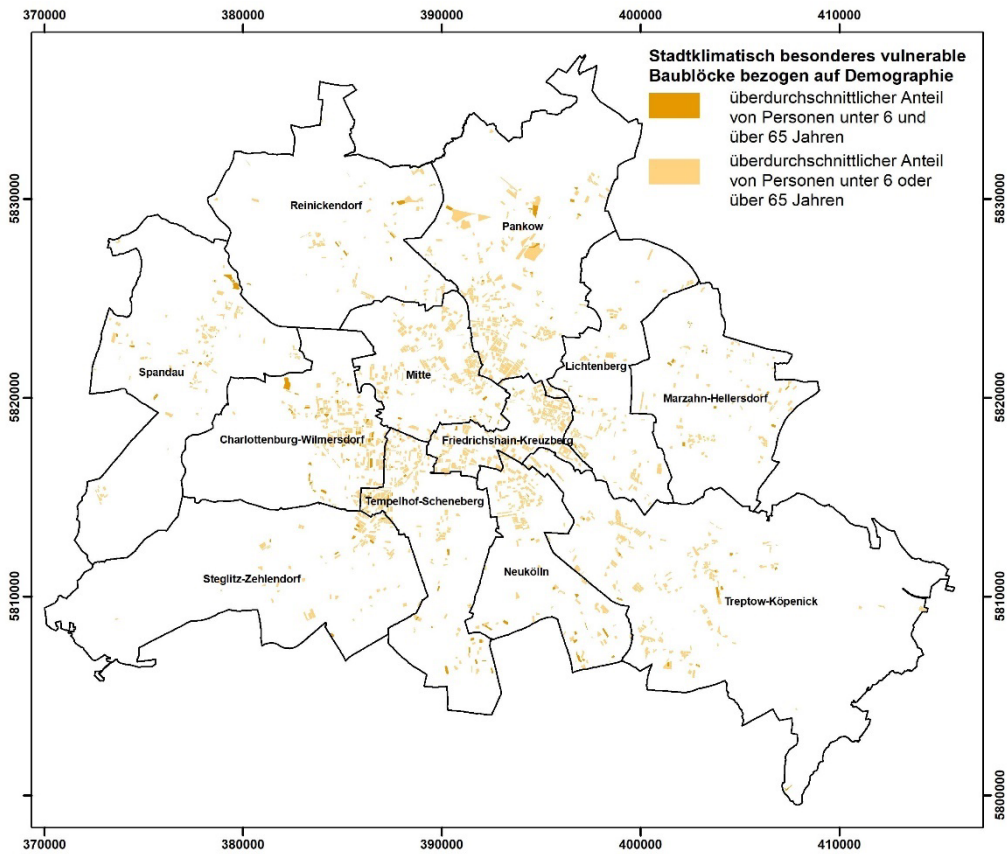 370000 380000 390000 400000 410000
Stadtklimatisch besonderes vulnerable
Baublöcke bezogen auf Demographie
überdurchschnittlicher Anteil
von Personen unter 6 und
über 65 Jahren
überdurchschnittlicher Anteil
von Personen unter 6 oder
über 65 Jahren
5830000
5830000
Reinickendorf
Pankow
Spandau
Mitte
Lichtenberg
5820000
5820000
Marzahn-Hellersdorf
Charlottenburg-Wilmersdorf
Friedrichshain-Kreuzberg
Tempelhof-Scheneberg
Steglitz-Zehlendorf
Neukölln
Treptow-Köpenick
5810000
5810000
5800000
5800000
370000 380000 390000 400000 410000